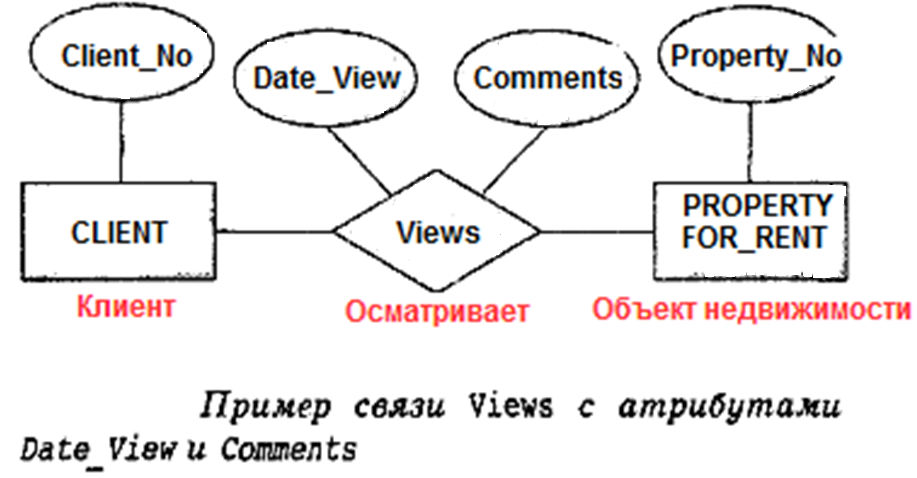 Client_No
Date_View
Comments
Property_No
CLIENT
Views
PROPERTY
FOR_RENT
Клиент
Осматривает
Объект недвижимости
Пример связи Views с атрибутами
Date_View и Comments